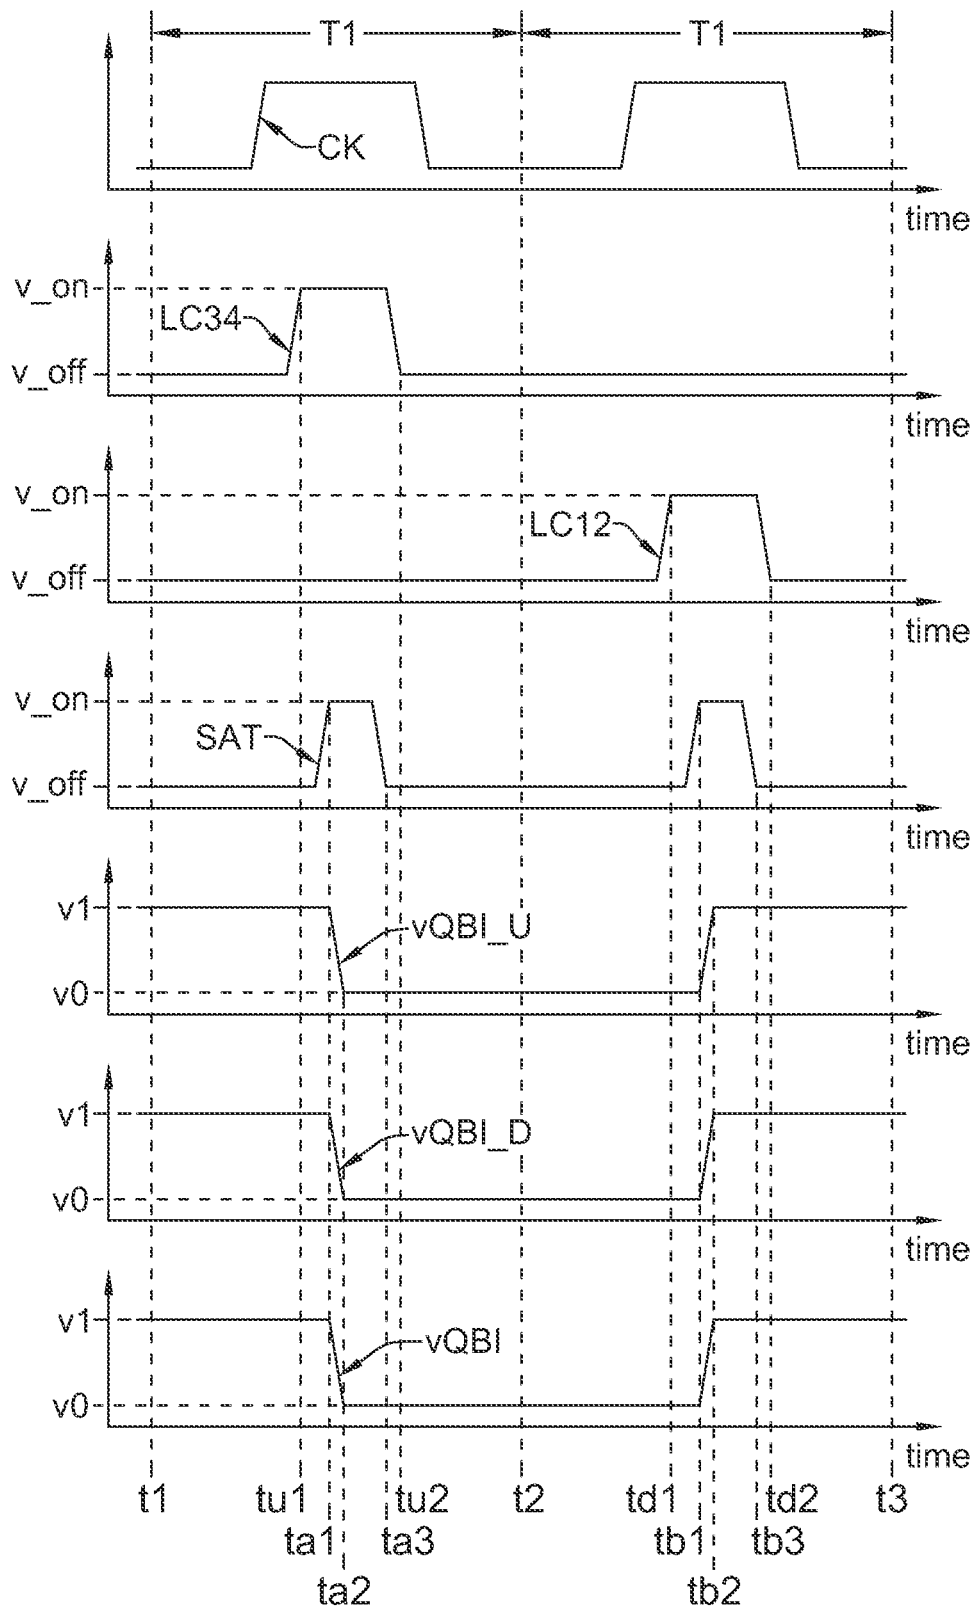 T1 T1
CK
time
v_on
LC34
v_off
time
v_on
LC12
v_off
time
v_on
SAT
v_off
time
v1
vQBI_U
v0
time
v1
vQBI_D
v0
time
v1
vQBI
v0
time
t1 tu1 tu2 t2 td1 td2 t3
ta1 ta3 tb1 tb3
ta2 tb2